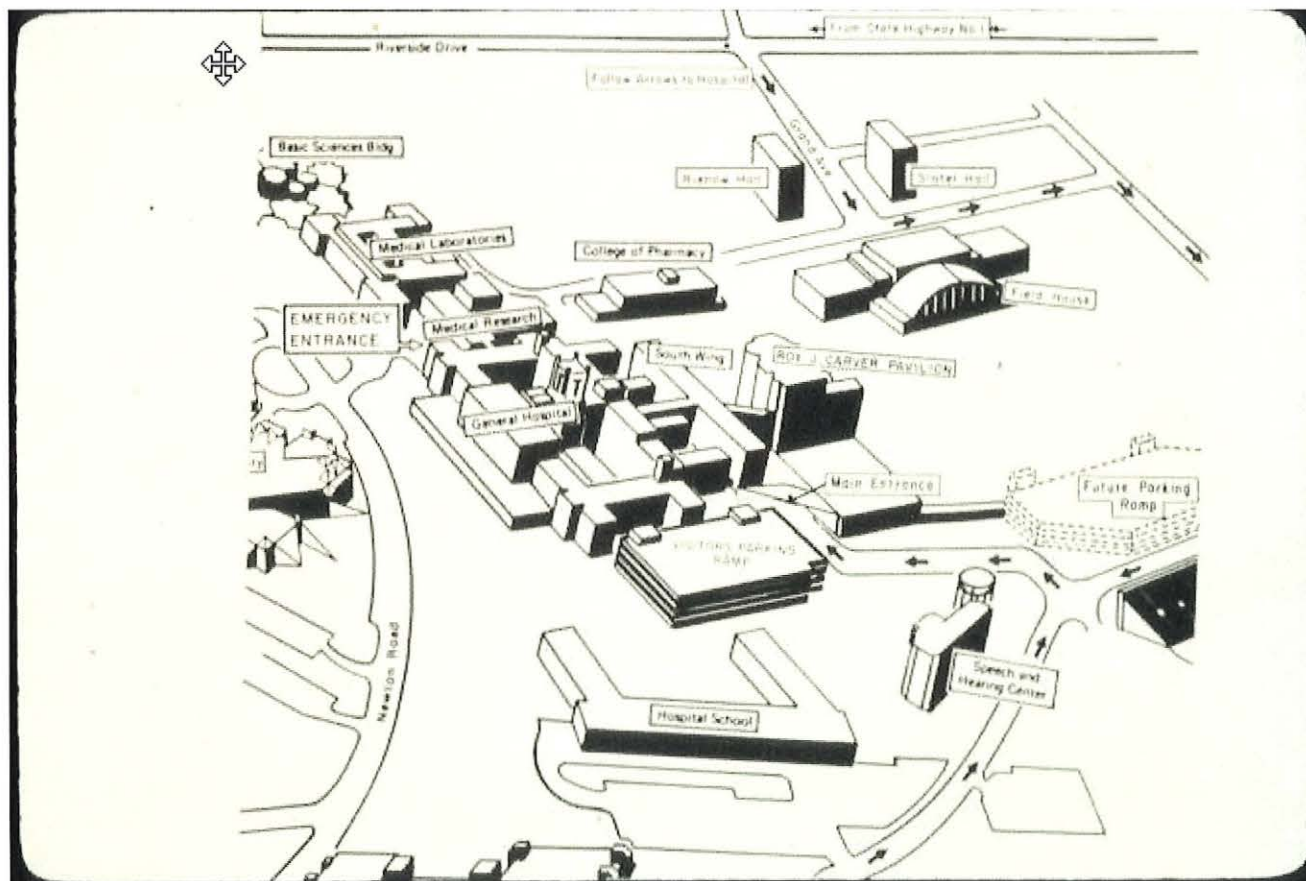 From State Highway No. 1
Riverside Drive
Follow Arrows to Hospital
Grand Ave
Basic Sciences Bldg
Rienow Hall
Slater Hall
Medical Laboratories
College of Pharmacy
Field House
EMERGENCY
ENTRANCE
Medical Research
South Wing
ROY J. CARVER PAVILION
General Hospital
Main Entrance
Future Parking
Ramp
VISITORS PARKING
RAMP
Newton Road
Speech and
Hearing Center
Hospital School